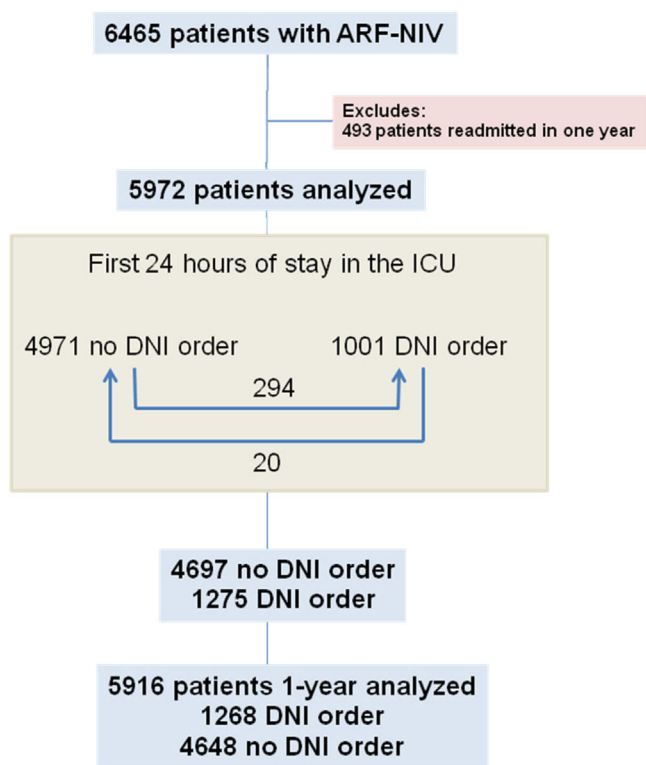 6465 patients with ARF-NIV
Excludes:
493 patients readmitted in one year
5972 patients analyzed
First 24 hours of stay in the ICU
4971 no DNI order
1001 DNI order
294
20
4697 no DNI order
1275 DNI order
5916 patients 1-year analyzed
1268 DNI order
4648 no DNI order